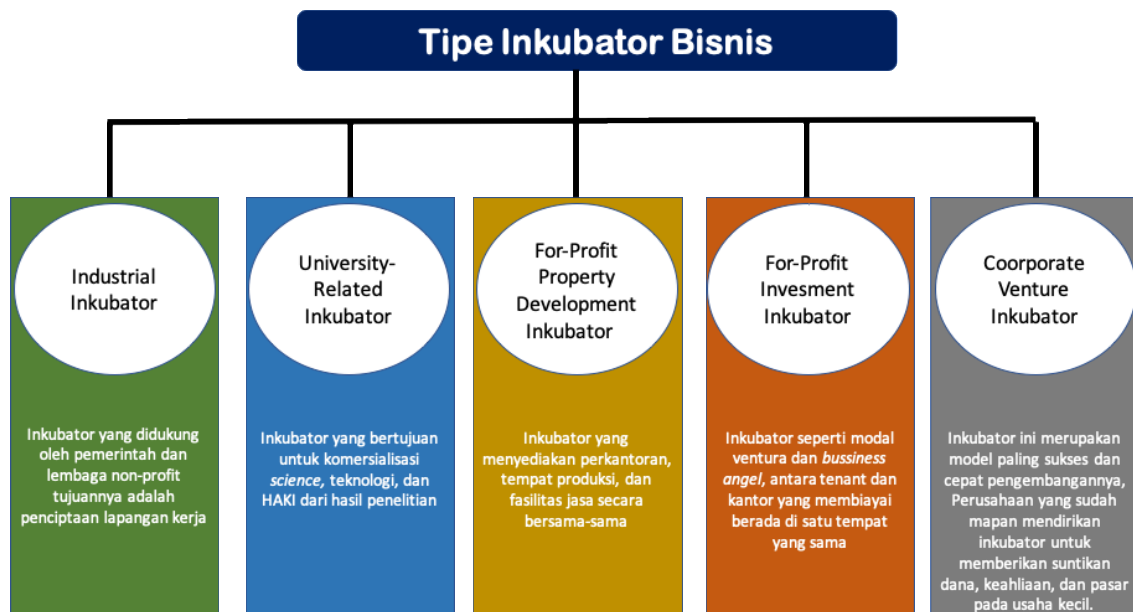 Tipe Inkubator Bisnis
Industrial
Inkubator
Inkubator yang didukung
oleh pemerintah dan
lembaga non-profit
tujuannya adalah
penciptaan lapangan kerja
University-
Related
Inkubator
Inkubator yang bertujuan
untuk komersialisasi
science, teknologi, dan
HAKI dari hasil penelitian
For-Profit
Property
Development
Inkubator
Inkubator yang
menyediakan perkantoran,
tempat produksi, dan
fasilitas jasa secara
bersama-sama
For-Profit
Invesment
Inkubator
Inkubator seperti modal
ventura dan bussiness
angel, antara tenant dan
kantor yang membiayai
berada di satu tempat
yang sama
Coorporate
Venture
Inkubator
Inkubator ini merupakan
model paling sukses dan
cepat pengembangannya,
Perusahaan yang sudah
mapan mendirikan
inkubator untuk
memberikan suntikan
dana, keahliaan, dan pasar
pada usaha kecil.